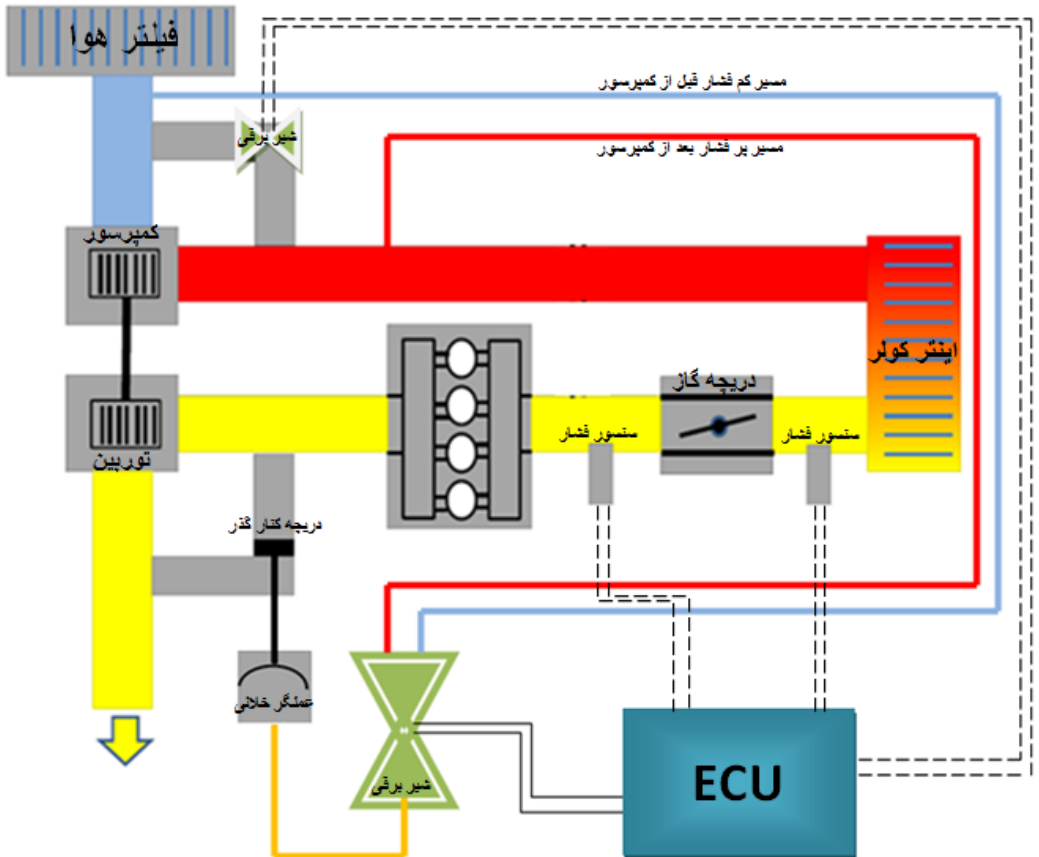 فیلتر هوا
مسیر کم فشار قبل از کمپرسور
شیر برقی
مسیر پر فشار بعد از کمپرسور
کمپرسور
اینتر کولر
دریچه گاز
سنسور فشار
سنسور فشار
توربین
دریچه کنار گذر
عملگر خلائی
شیر برقی
ECU